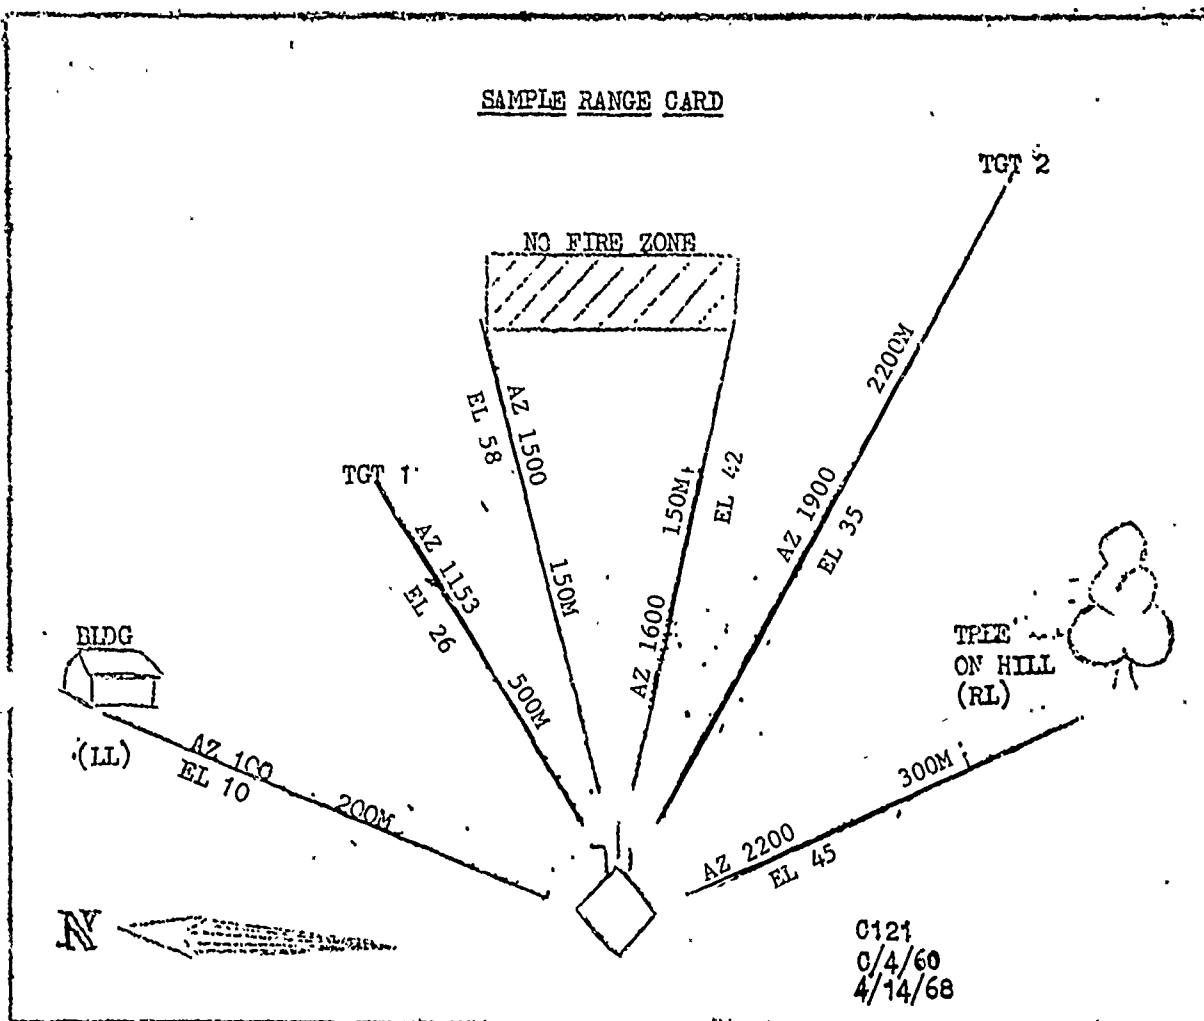 SAMPLE RANGE CARD
TGT 2
NO FIRE ZONE
2200M
AZ 1500
EL 58
TGT 1
150M
EL 42
AZ 1900
EL 35
AZ 1153
EL 26
150M
AZ 1600
BLDG
TREE
ON HILL
(RL)
500M
(LL)
AZ 100
EL 10
200M
300M
AZ 2200
EL 45
N
C121
C/4/60
4/14/68